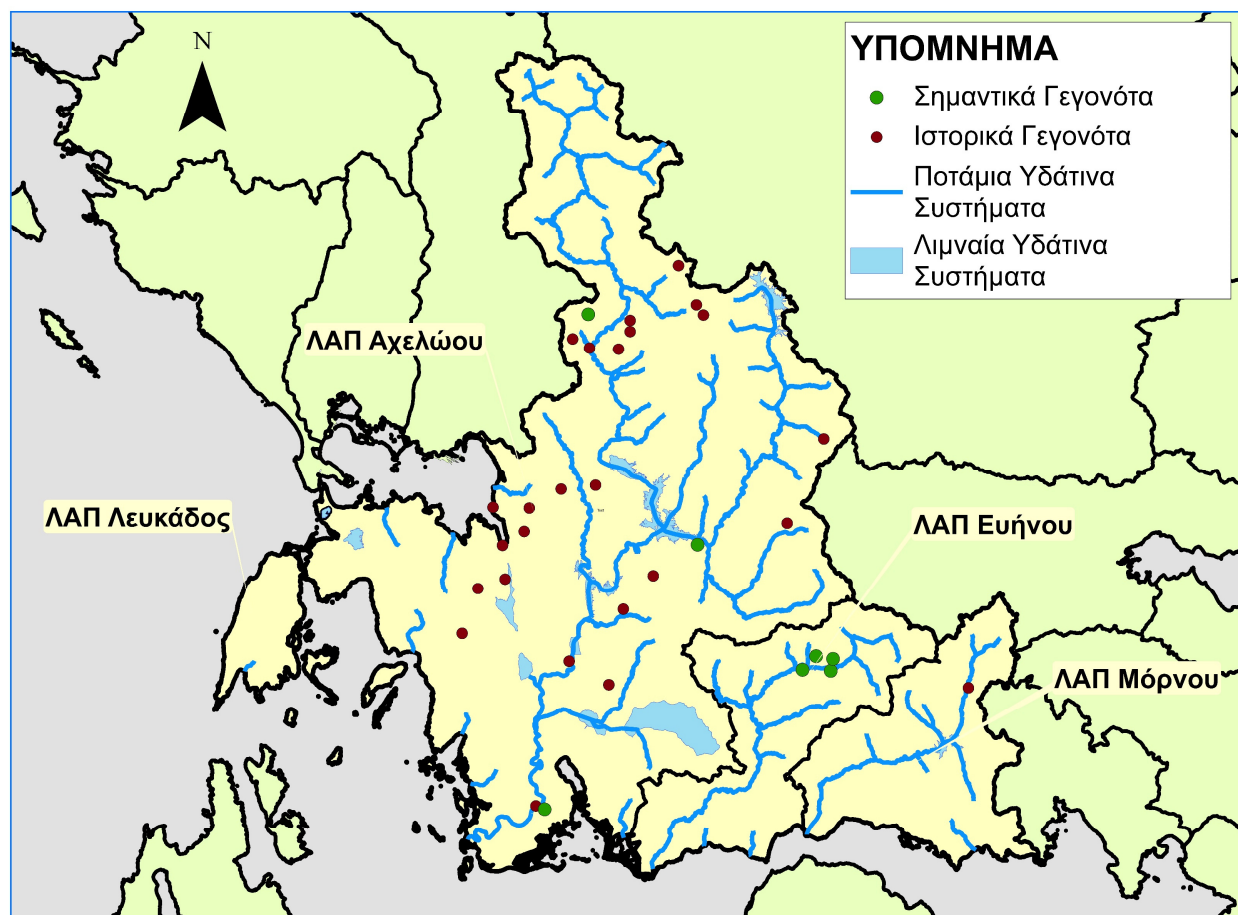 N
ΥΠΟΜΝΗΜΑ
Σημαντικά Γεγονότα
Ιστορικά Γεγονότα
Ποτάμια Υδάτινα
Συστήματα
Λιμναία Υδάτινα
Συστήματα
ΛΑΠ Αχελώου
ΛΑΠ Λευκάδος
ΛΑΠ Ευήνου
ΛΑΠ Μόρνου